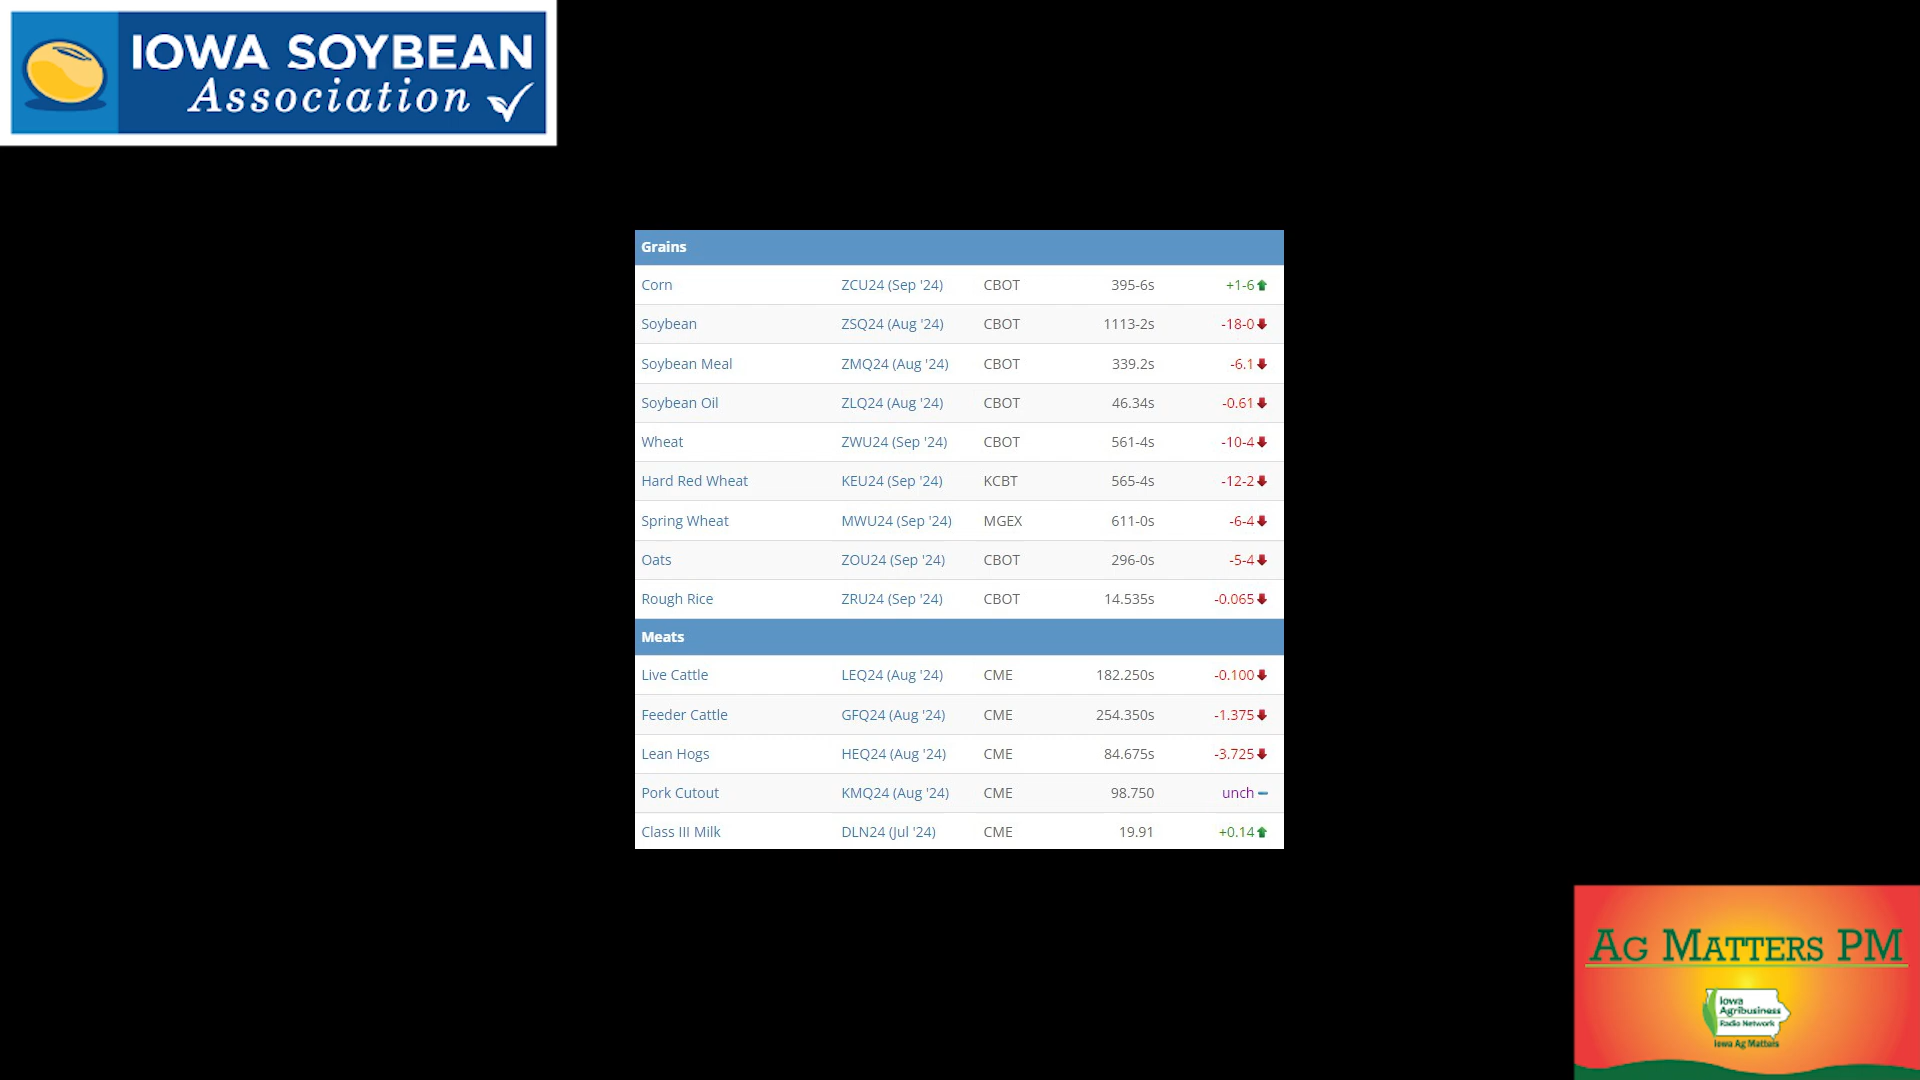 IOWA SOYBEAN
Association
Grains
Corn ZCU24 (Sep '24) CBOT 395-6s +1-6
Soybean ZSQ24 (Aug '24) CBOT 1113-2s -18-0
Soybean Meal ZMQ24 (Aug '24) CBOT 339.2s -6.1
Soybean Oil ZLQ24 (Aug '24) CBOT 46.34s -0.61
Wheat ZWU24 (Sep '24) CBOT 561-4s -10-4
Hard Red Wheat KEU24 (Sep '24) KCBT 565-4s -12-2
Spring Wheat MWU24 (Sep '24) MGEX 611-0s -6-4
Oats ZOU24 (Sep '24) CBOT 296-0s -5-4
Rough Rice ZRU24 (Sep '24) CBOT 14.535s -0.065
Meats
Live Cattle LEQ24 (Aug '24) CME 182.250s -0.100
Feeder Cattle GFQ24 (Aug '24) CME 254.350s -1.375
Lean Hogs HEQ24 (Aug '24) CME 84.675s -3.725
Pork Cutout KMQ24 (Aug '24) CME 98.750 unch
Class III Milk DLN24 (Jul '24) CME 19.91 +0.14
AG MATTERS PM
Iowa
Agribusiness
Radio Network
Iowa Ag Matters